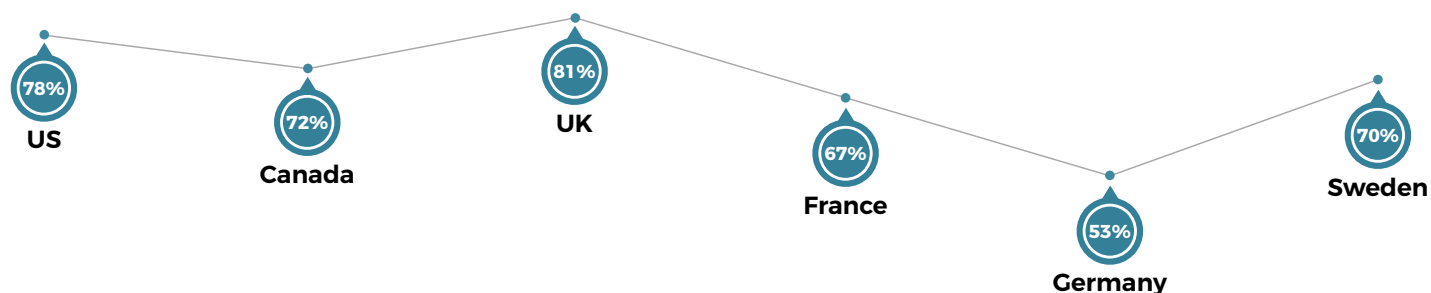 78%
US
72%
Canada
81%
UK
67%
France
53%
Germany
70%
Sweden